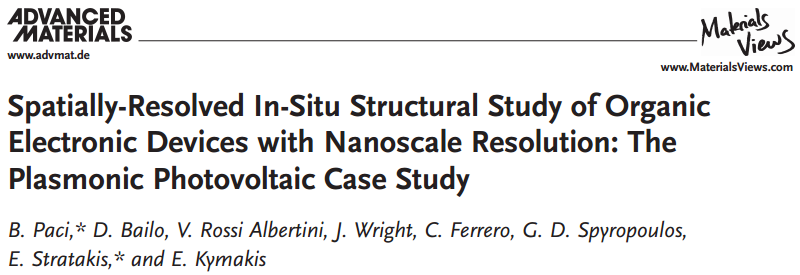 ADVANCED
MATERIALS
www.advmat.de
Materials
Views
www.MaterialsViews.com
Spatially-Resolved In-Situ Structural Study of Organic
Electronic Devices with Nanoscale Resolution: The
Plasmonic Photovoltaic Case Study
B. Paci,* D. Bailo, V. Rossi Albertini, J. Wright, C. Ferrero, G. D. Spyropoulos,
E. Stratakis,* and E. Kymakis